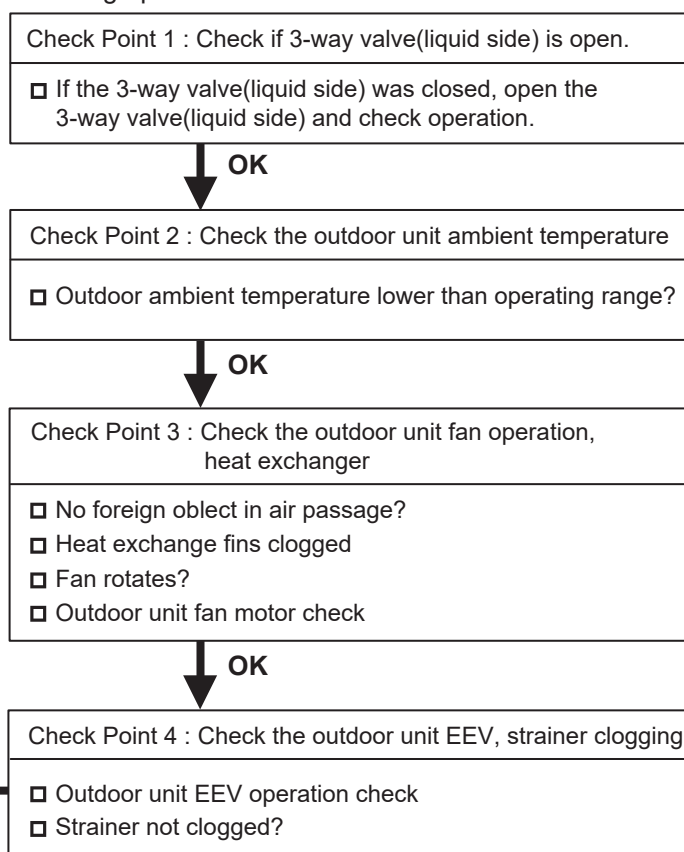 Check Point 1 : Check if 3-way valve(liquid side) is open.
If the 3-way valve(liquid side) was closed, open the
3-way valve(liquid side) and check operation.
OK
Check Point 2 : Check the outdoor unit ambient temperature
Outdoor ambient temperature lower than operating range?
OK
Check Point 3 : Check the outdoor unit fan operation,
heat exchanger
No foreign oblect in air passage?
Heat exchange fins clogged
Fan rotates?
Outdoor unit fan motor check
OK
Check Point 4 : Check the outdoor unit EEV, strainer clogging
Outdoor unit EEV operation check
Strainer not clogged?